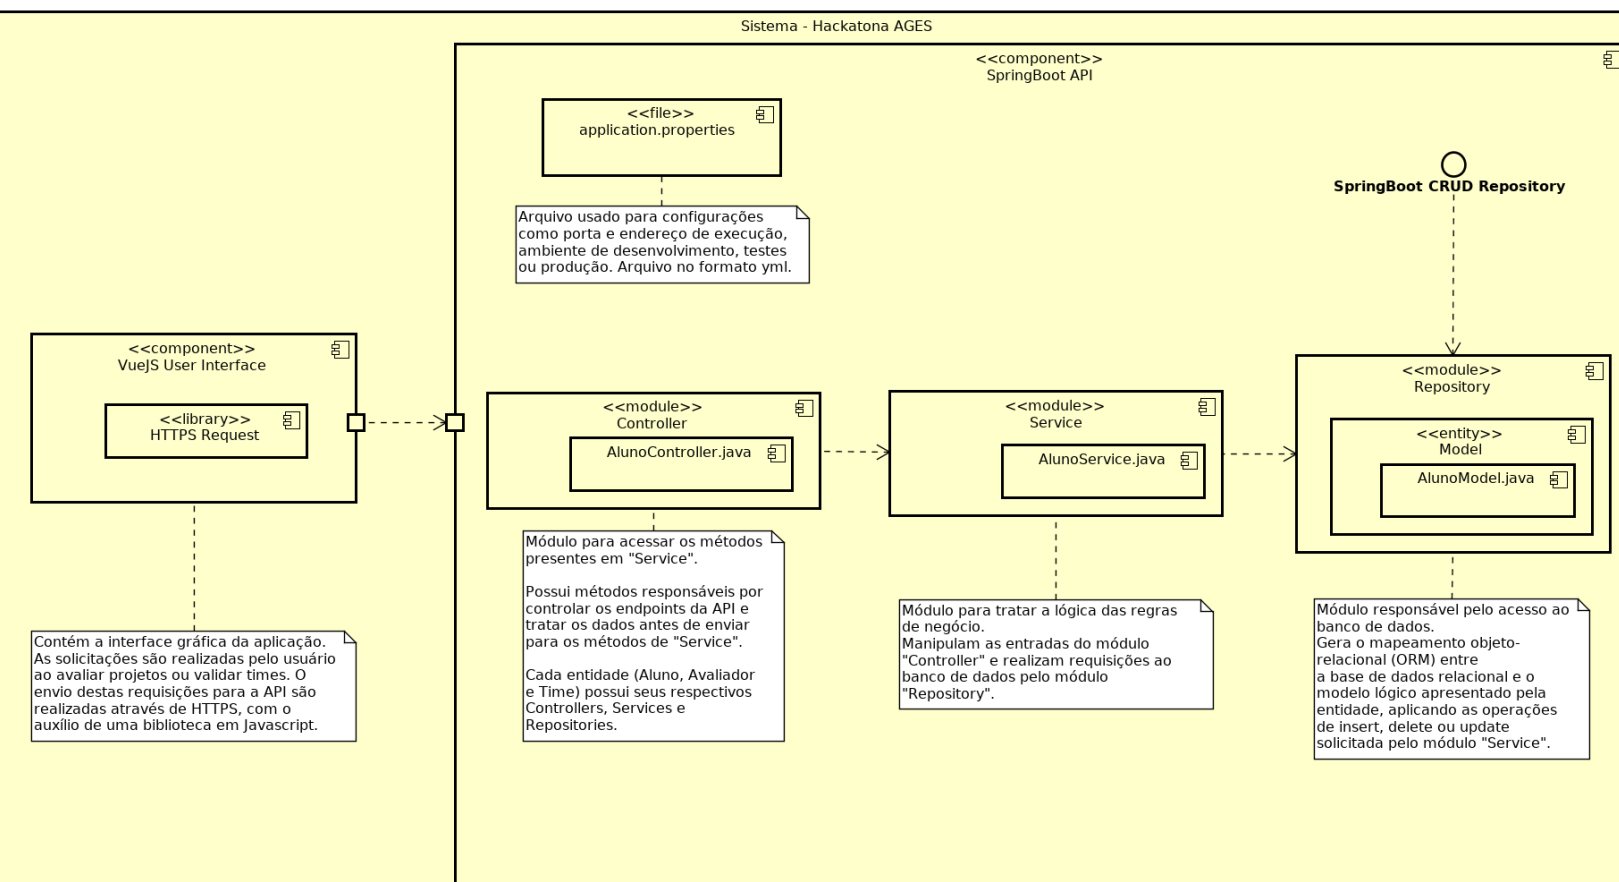 Sistema - Hackatona AGES
<<component>>
SpringBoot API
<<file>>
application.properties
Arquivo usado para configurações
como porta e endereço de execução,
ambiente de desenvolvimento, testes
ou produção. Arquivo no formato yml.
SpringBoot CRUD Repository
<<component>>
VueJS User Interface
<<library>>
HTTPS Request
Contém a interface gráfica da aplicação.
As solicitações são realizadas pelo usuário
ao avaliar projetos ou validar times. O
envio destas requisições para a API são
realizadas através de HTTPS, com o
auxílio de uma biblioteca em Javascript.
<<module>>
Controller
AlunoController.java
Módulo para acessar os métodos
presentes em "Service".
Possui métodos responsáveis por
controlar os endpoints da API e
tratar os dados antes de enviar
para os métodos de "Service".
Cada entidade (Aluno, Avaliador
e Time) possui seus respectivos
Controllers, Services e
Repositories.
<<module>>
Service
AlunoService.java
Módulo para tratar a lógica das regras
de negócio.
Manipulam as entradas do módulo
"Controller" e realizam requisições ao
banco de dados pelo módulo
"Repository".
<<module>>
Repository
<<entity>>
Model
AlunoModel.java
Módulo responsável pelo acesso ao
banco de dados.
Gera o mapeamento objeto-
relacional (ORM) entre
a base de dados relacional e o
modelo lógico apresentado pela
entidade, aplicando as operações
de insert, delete ou update
solicitada pelo módulo "Service".